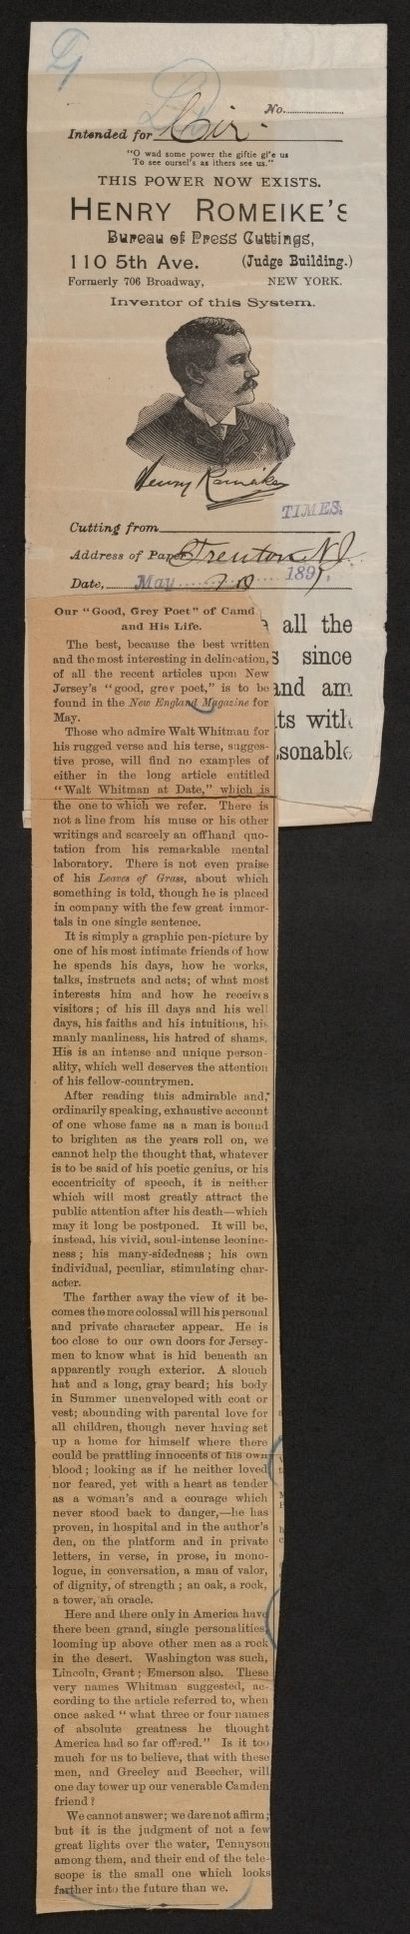 No.
Intended for Cir.
"O wad some power the giftie gi'e us
To see oursel's as ithers see us."
THIS POWER NOW EXISTS.
HENRY ROMEIKE'S
Bureau of Press Cuttings,
110 5th Ave. (Judge Building.)
Formerly 706 Broadway, NEW YORK.
Inventor of this System.
Henry Romeike
TIMES.
Cutting from
Address of Paper Trenton NJ.
Date, May 189
all the
s since
and am
ts with
sonable
Our "Good, Grey Poet" of Camd
and His Life.
The best, because the best written
and the most interesting in delineation,
of all the recent articles upon New
Jersey's "good, grey poet," is to be
found in the New England Magazine for
May.
Those who admire Walt Whitman for
his rugged verse and his terse, sugges-
tive prose, will find no examples of
either in the long article entitled
"Walt Whitman at Date," which is
the one to which we refer. There is
not a line from his muse or his other
writings and scarcely an offhand quo-
tation from his remarkable mental
laboratory. There is not even praise
of his Leaves of Grass, about which
something is told, though he is placed
in company with the few great immor-
tals in one single sentence.
It is simply a graphic pen-picture by
one of his most intimate friends of how
he spends his days, how he works,
talks, instructs and acts; of what most
interests him and how he receives
visitors; of his ill days and his well
days, his faiths and his intuitions, his
manly manliness, his hatred of shams.
His is an intense and unique person-
ality, which well deserves the attention
of his fellow-countrymen.
After reading this admirable and,
ordinarily speaking, exhaustive account
of one whose fame as a man is bound
to brighten as the years roll on, we
cannot help the thought that, whatever
is to be said of his poetic genius, or his
eccentricity of speech, it is neither
which will most greatly attract the
public attention after his death—which
may it long be postponed. It will be,
instead, his vivid, soul-intense leonine-
ness; his many-sidedness; his own
individual, peculiar, stimulating char-
acter.
The farther away the view of it be-
comes the more colossal will his personal
and private character appear. He is
too close to our own doors for Jersey-
men to know what is hid beneath an
apparently rough exterior. A slouch
hat and a long, gray beard; his body
in Summer unenveloped with coat or
vest; abounding with parental love for
all children, though never having set
up a home for himself where there
could be prattling innocents of his own
blood; looking as if he neither loved
nor feared, yet with a heart as tender
as a woman's and a courage which
never stood back to danger,—he has
proven, in hospital and in the author's
den, on the platform and in private
letters, in verse, in prose, in mono-
logue, in conversation, a man of valor,
of dignity, of strength; an oak, a rock,
a tower, an oracle.
Here and there only in America have
there been grand, single personalities
looming up above other men as a rock
in the desert. Washington was such,
Lincoln, Grant; Emerson also. These
very names Whitman suggested, ac-
cording to the article referred to, when
once asked "what three or four names
of absolute greatness he thought
America had so far offered." Is it too
much for us to believe, that with these
men, and Greeley and Beecher, will
one day tower up our venerable Camden
friend?
We cannot answer; we dare not affirm;
but it is the judgment of not a few
great lights over the water, Tennyson
among them, and their end of the tele-
scope is the small one which looks
farther into the future than we.